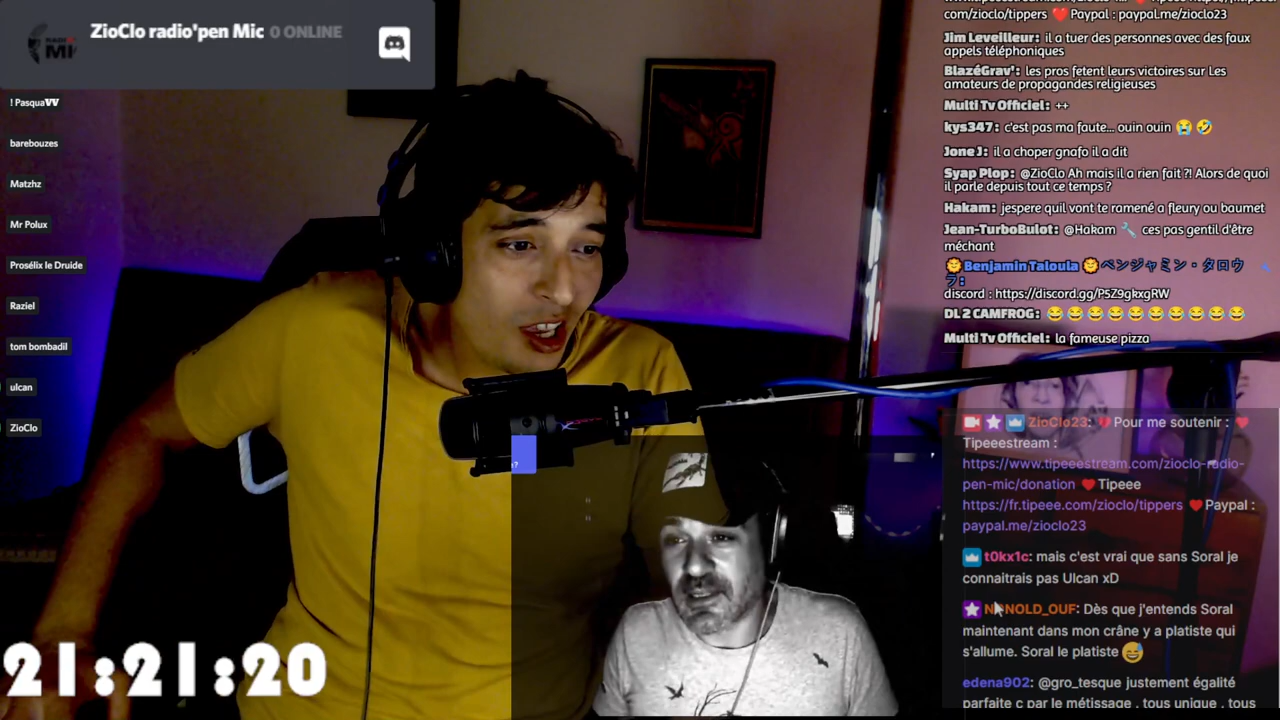 ZioClo radio'pen Mic 0 ONLINE
MI
! PasquaVV
barebouzes
Matzhz
Mr Polux
Prosélix le Druide
Raziel
tom bombadil
ulcan
ZioClo
21:21:20
com/zioclo/tippers ❤️ Paypal : paypal.me/zioclo23
Jim Leveilleur: il a tuer des personnes avec des faux
appels téléphoniques
BlazéGrav': les pros fetent leurs victoires sur Les
amateurs de propagandes religieuses
Multi Tv Officiel: ++
kys347: c'est pas ma faute... ouin ouin 😭 🤣
Jone J: il a choper gnafo il a dit
Syap Plop: @ZioClo Ah mais il a rien fait ?! Alors de quoi
il parle depuis tout ce temps ?
Hakam: jespere quil vont te ramené a fleury ou baumet
Jean-TurboBulot: @Hakam 🔧 ces pas gentil d'être
méchant
🌞Benjamin Taloula 🌞ベンジャミン・タロウ
ラ:
discord : https://discord.gg/P5Z9gkxgRW
DL 2 CAMFROG: 😂 😂 😂 😂 😂 😂 😂 😂 😂 😂
Multi Tv Officiel: la fameuse pizza
ZioClo23: ❤️Pour me soutenir : ❤️
Tipeeestream :
https://www.tipeeestream.com/zioclo-radio-
pen-mic/donation ❤️Tipeee
https://fr.tipeee.com/zioclo/tippers ❤️Paypal :
paypal.me/zioclo23
t0kx1c: mais c'est vrai que sans Soral je
connaitrais pas Ulcan xD
NOLD_OUF: Dès que j'entends Soral
maintenant dans mon crâne y a platiste qui
s'allume. Soral le platiste 😅
edena902: @gro_tesque justement égalité
parfaite c par le métissage , tous unique , tous